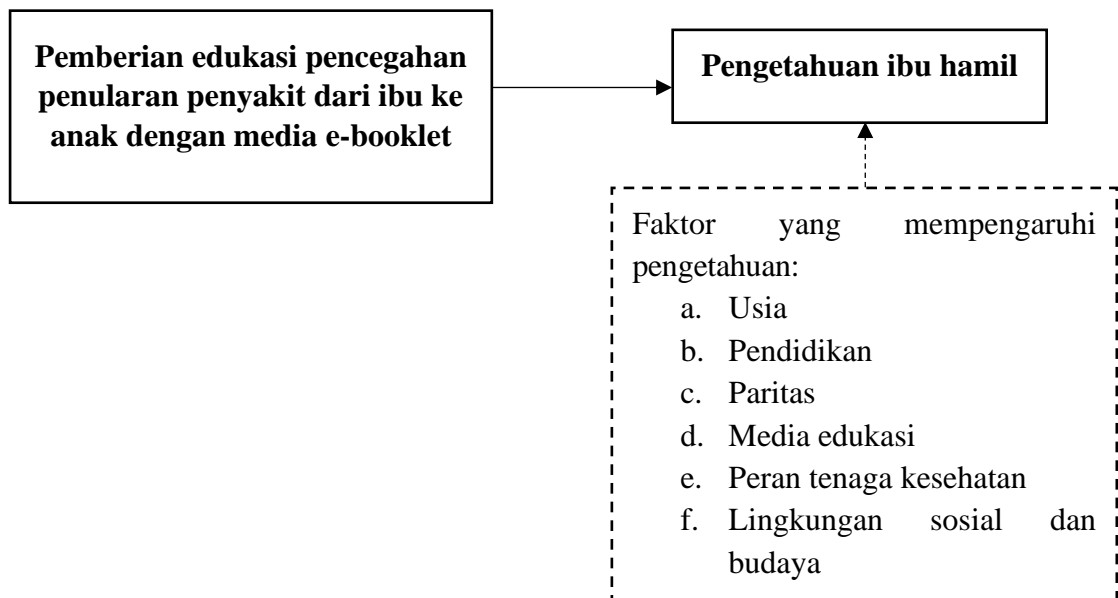 Pemberian edukasi pencegahan
penularan penyakit dari ibu ke
anak dengan media e-booklet
Pengetahuan ibu hamil
Faktor yang mempengaruhi
pengetahuan:
a. Usia
b. Pendidikan
c. Paritas
d. Media edukasi
e. Peran tenaga kesehatan
f. Lingkungan sosial dan
budaya